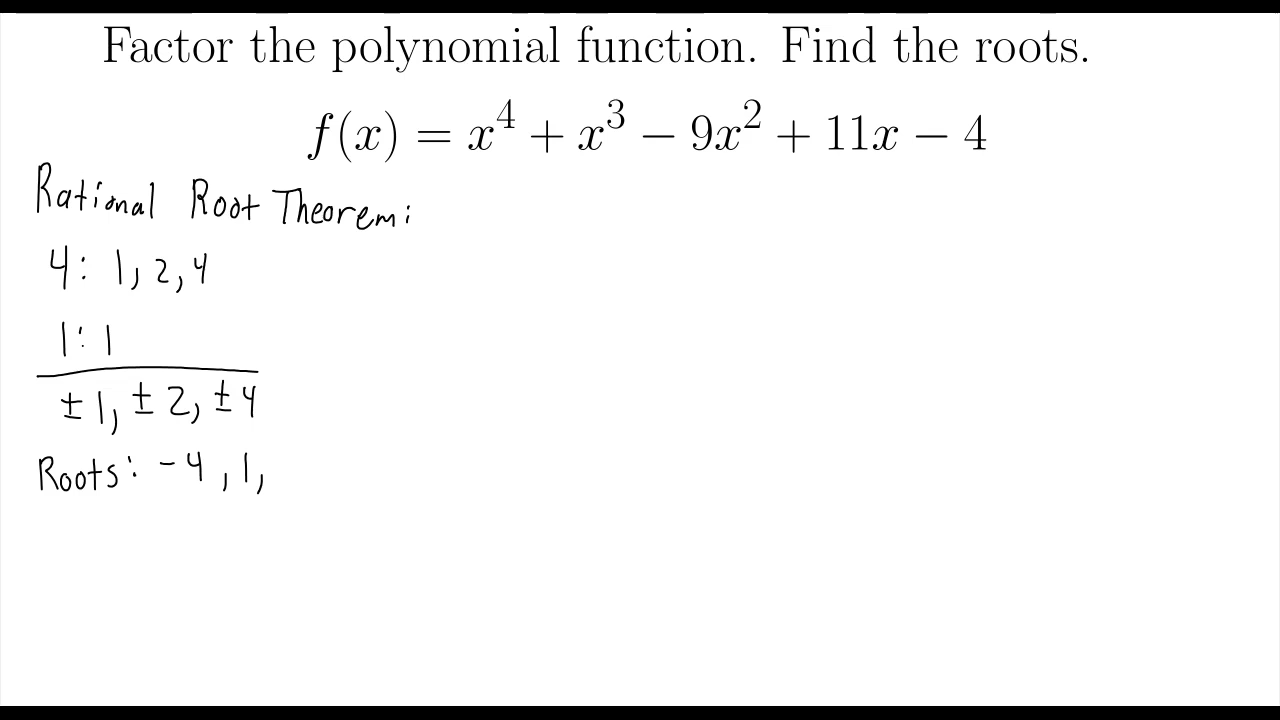 Factor the polynomial function. Find the roots.
f(x) = x⁴ + x³ − 9x² + 11x − 4
Rational Root Theorem:
4: 1, 2, 4
1: 1
± 1, ± 2, ± 4
Roots: -4, 1,